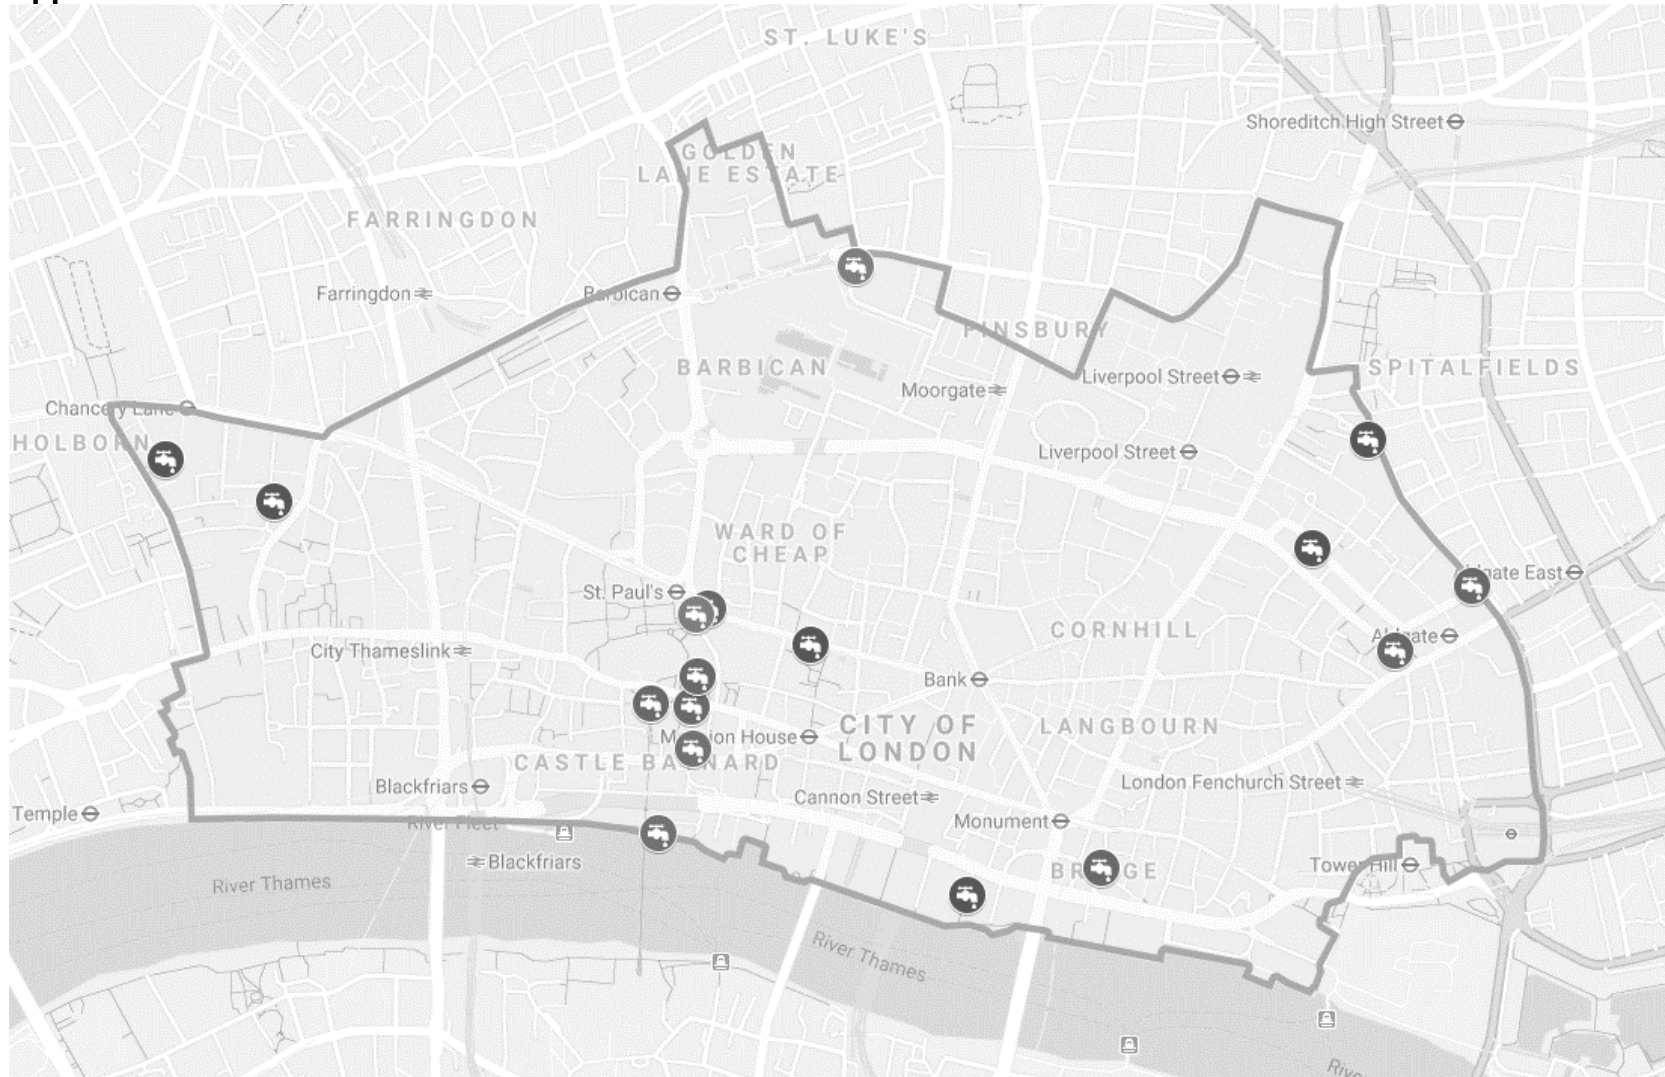 ST. LUKE'S
Shoreditch High Street
GOLDEN
LANE ESTATE
FARRINGDON
Farringdon
Barbican
FINSBURY
BARBICAN
SPITALFIELDS
Liverpool Street
Moorgate
Chancery Lane
HOLBORN
Liverpool Street
WARD OF
CHEAP
St. Paul's
Aldgate East
CORNHILL
Aldgate
City Thameslink
Bank
CITY OF
LONDON
LANGBOURN
Mansion House
CASTLE BAYNARD
London Fenchurch Street
Blackfriars
Cannon Street
Temple
Monument
River Fleet
Blackfriars
BRIDGE
Tower Hill
River Thames
River Thames